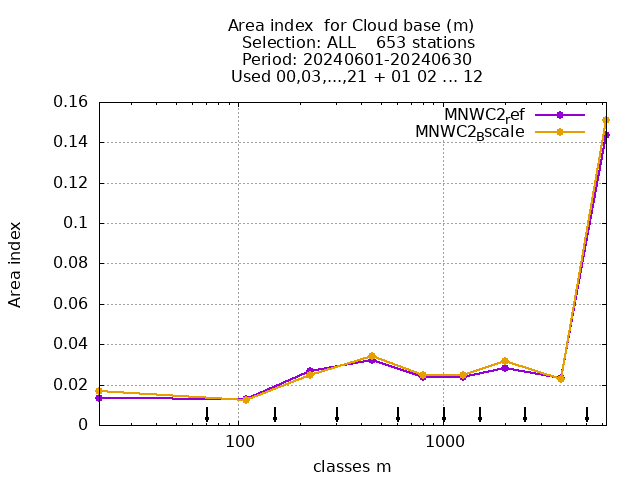 Area index  for Cloud base (m)
Selection: ALL    653 stations
Period: 20240601-20240630
Used 00,03,...,21 + 01 02 ... 12
MNWC2ref
MNWC2Bscale
0.16
0.14
0.12
0.1
0.08
0.06
0.04
0.02
0
Area index
100
1000
classes m